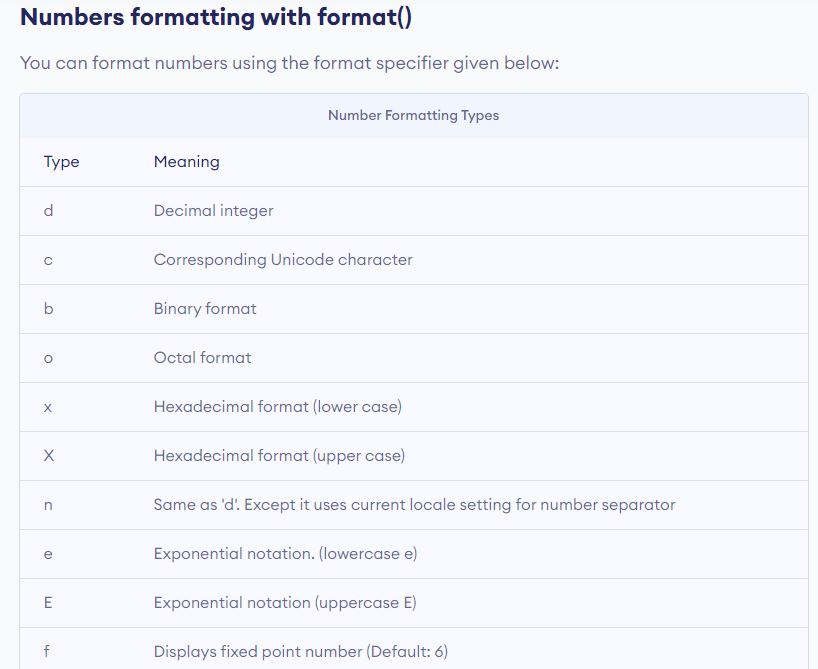 Numbers formatting with format()
You can format numbers using the format specifier given below:
Number Formatting Types
Type Meaning
d Decimal integer
c Corresponding Unicode character
b Binary format
o Octal format
x Hexadecimal format (lower case)
X Hexadecimal format (upper case)
n Same as 'd'. Except it uses current locale setting for number separator
e Exponential notation. (lowercase e)
E Exponential notation (uppercase E)
f Displays fixed point number (Default: 6)